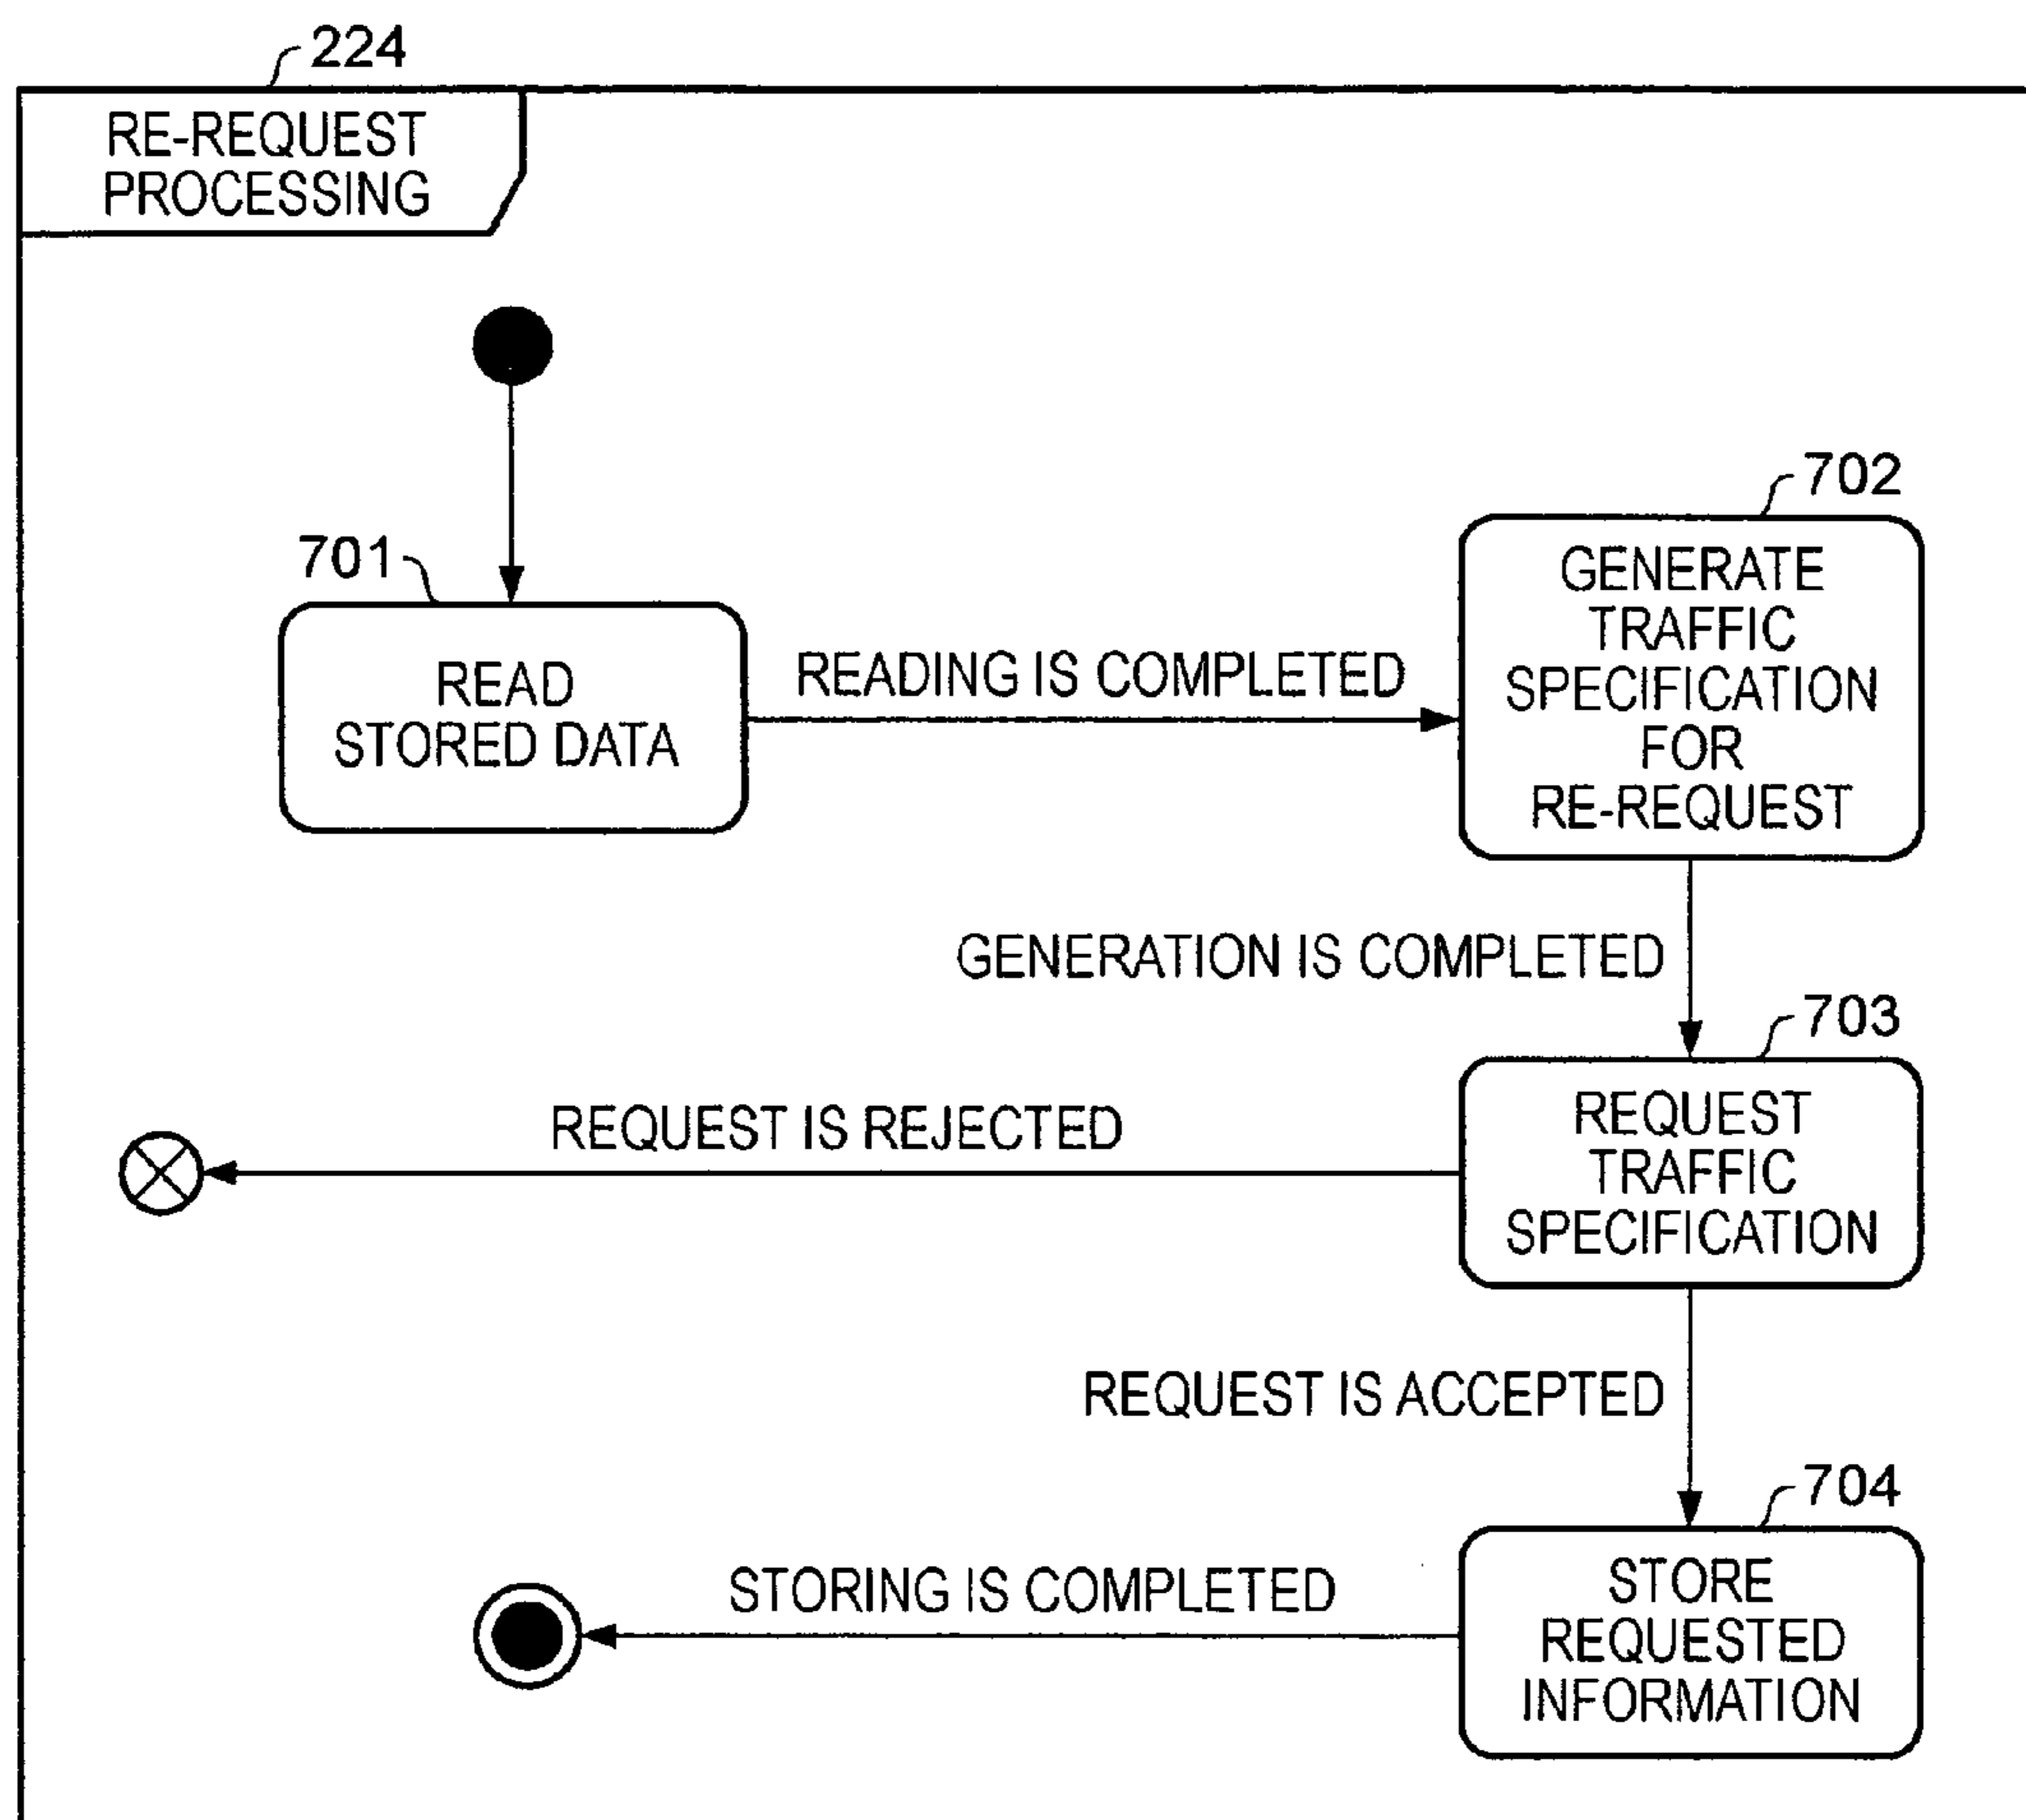 224
RE-REQUEST
PROCESSING
702
701
GENERATE
TRAFFIC
SPECIFICATION
FOR
RE-REQUEST
READ
STORED DATA
READING IS COMPLETED
GENERATION IS COMPLETED
703
REQUEST
TRAFFIC
SPECIFICATION
REQUEST IS REJECTED
REQUEST IS ACCEPTED
704
STORE
REQUESTED
INFORMATION
STORING IS COMPLETED